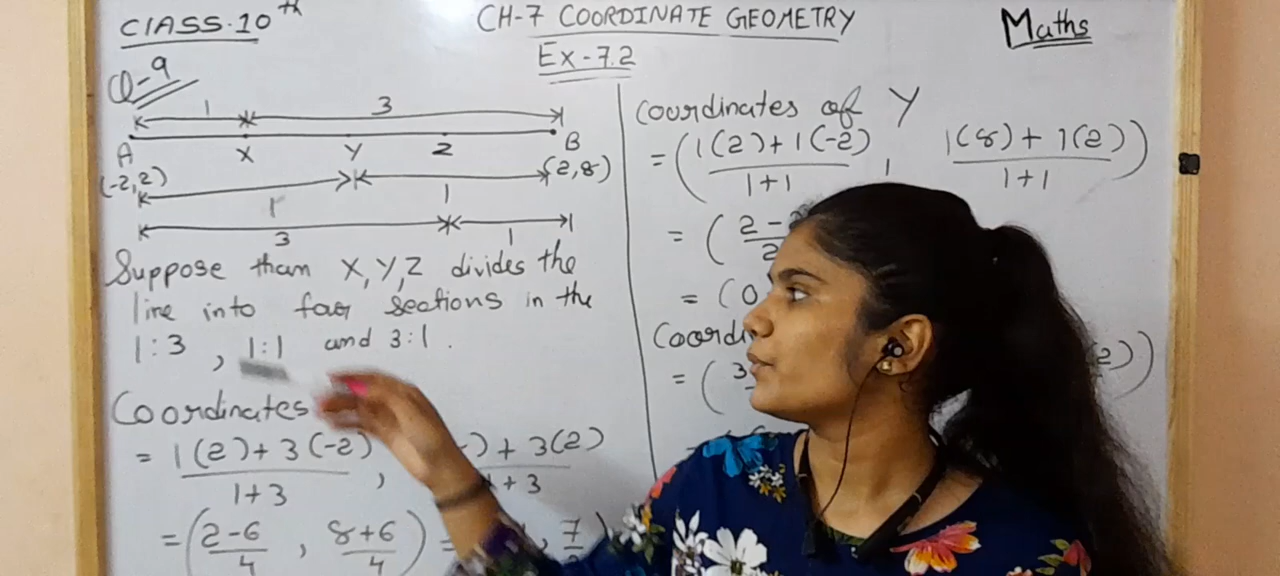 CLASS-10th
CH-7 COORDINATE GEOMETRY
Maths
Ex-7.2
Q-9
1 3
A X Y Z B
(-2,2) (2,8)
1 1
3 1
Suppose than X,Y,Z divides the
line into four sections in the
1:3 , 1:1 and 3:1.
Coordinates
= 1(2)+3(-2) , )+3(2)
1+3 +3
= (2-6 , 8+6) =
4 4
, 7
Coordinates of Y
= (1(2)+1(-2) , 1(8)+1(2))
1+1 1+1
= (2-
2
= (0
Coordi
= (3 2))